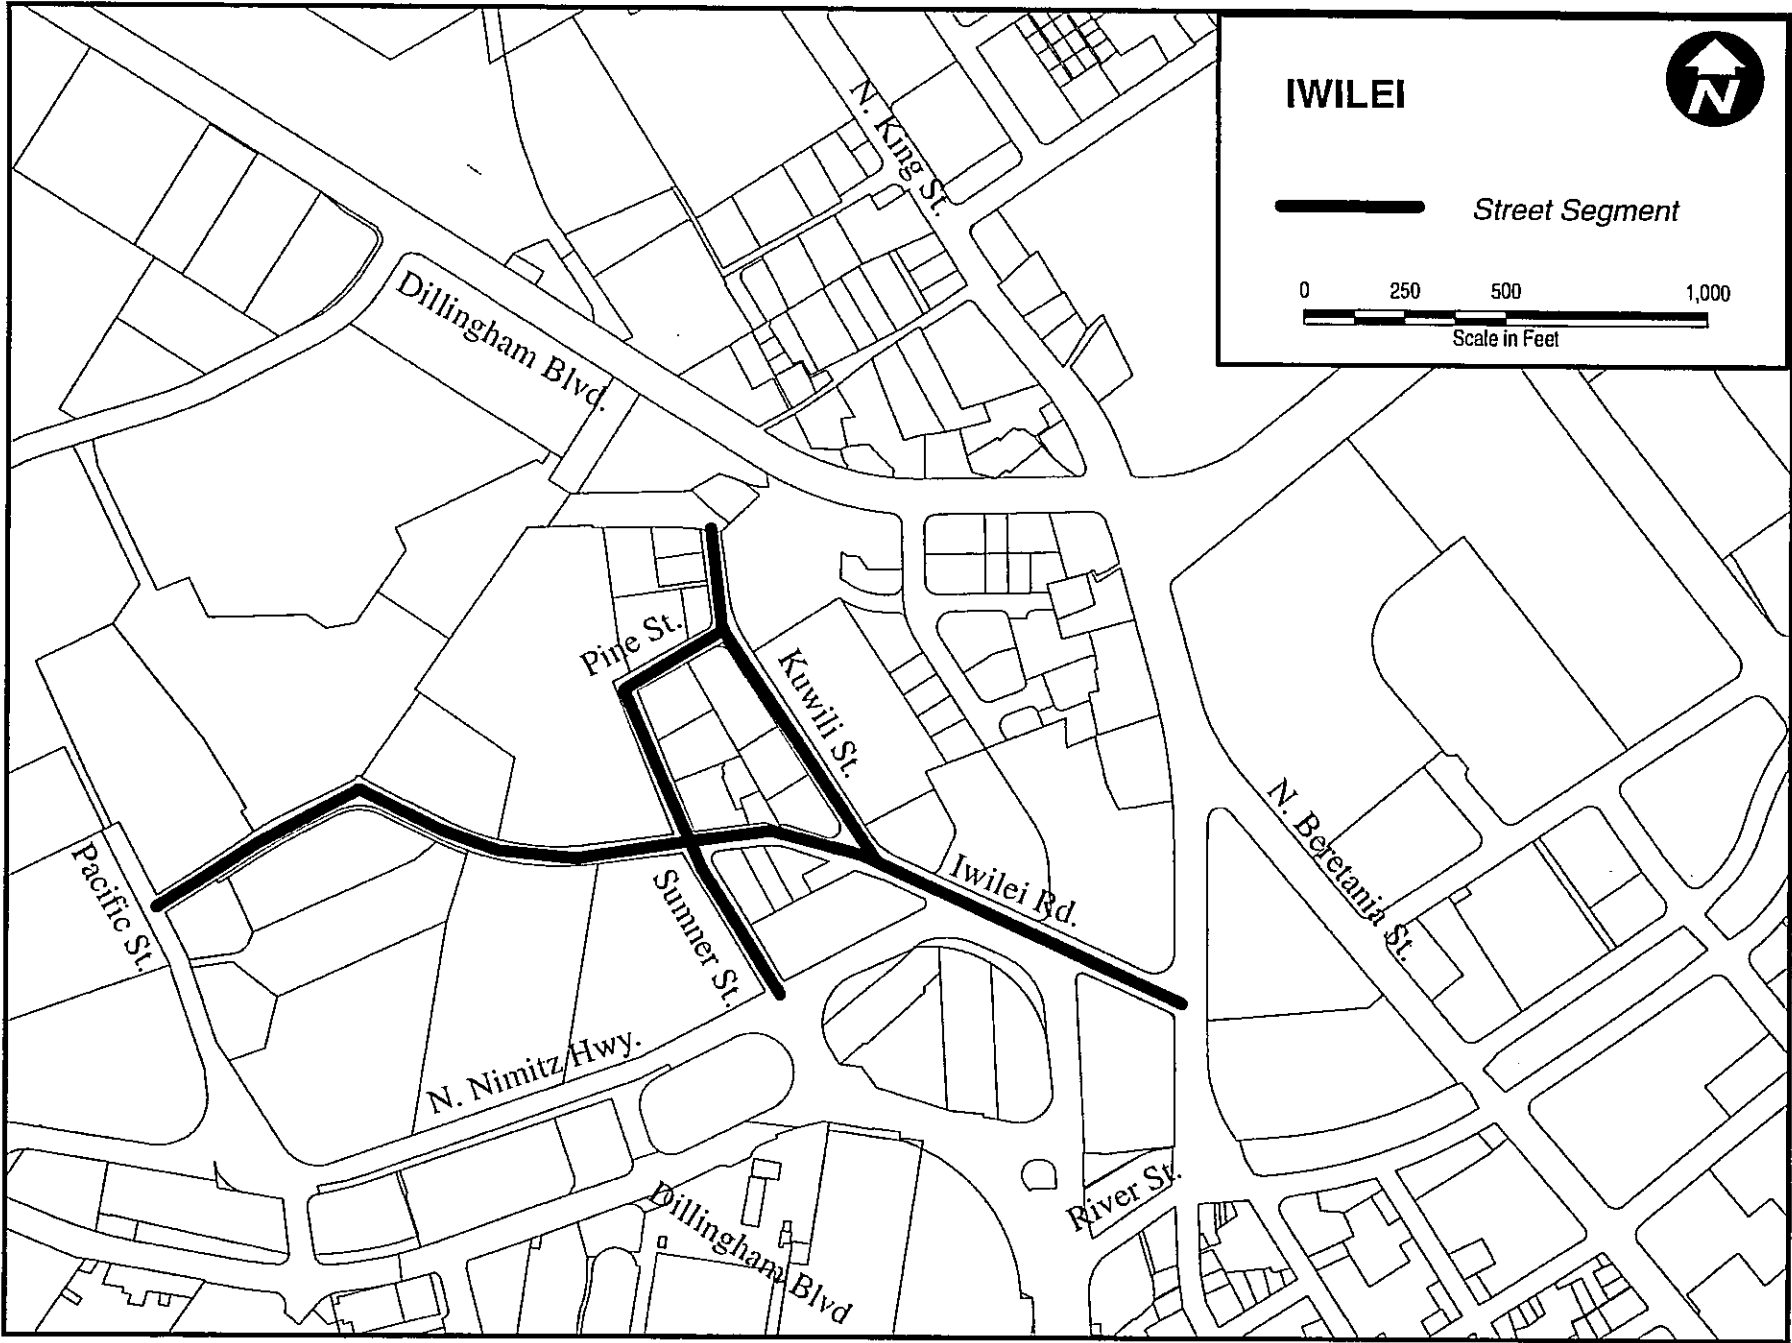 IWILEI
N
Street Segment
0 250 500 1,000
Scale in Feet
N. King St.
Dillingham Blvd.
Pine St.
Kuwili St.
N. Beretania St.
Pacific St.
Iwilei Rd.
Sumner St.
N. Nimitz Hwy.
River St.
Dillingham Blvd